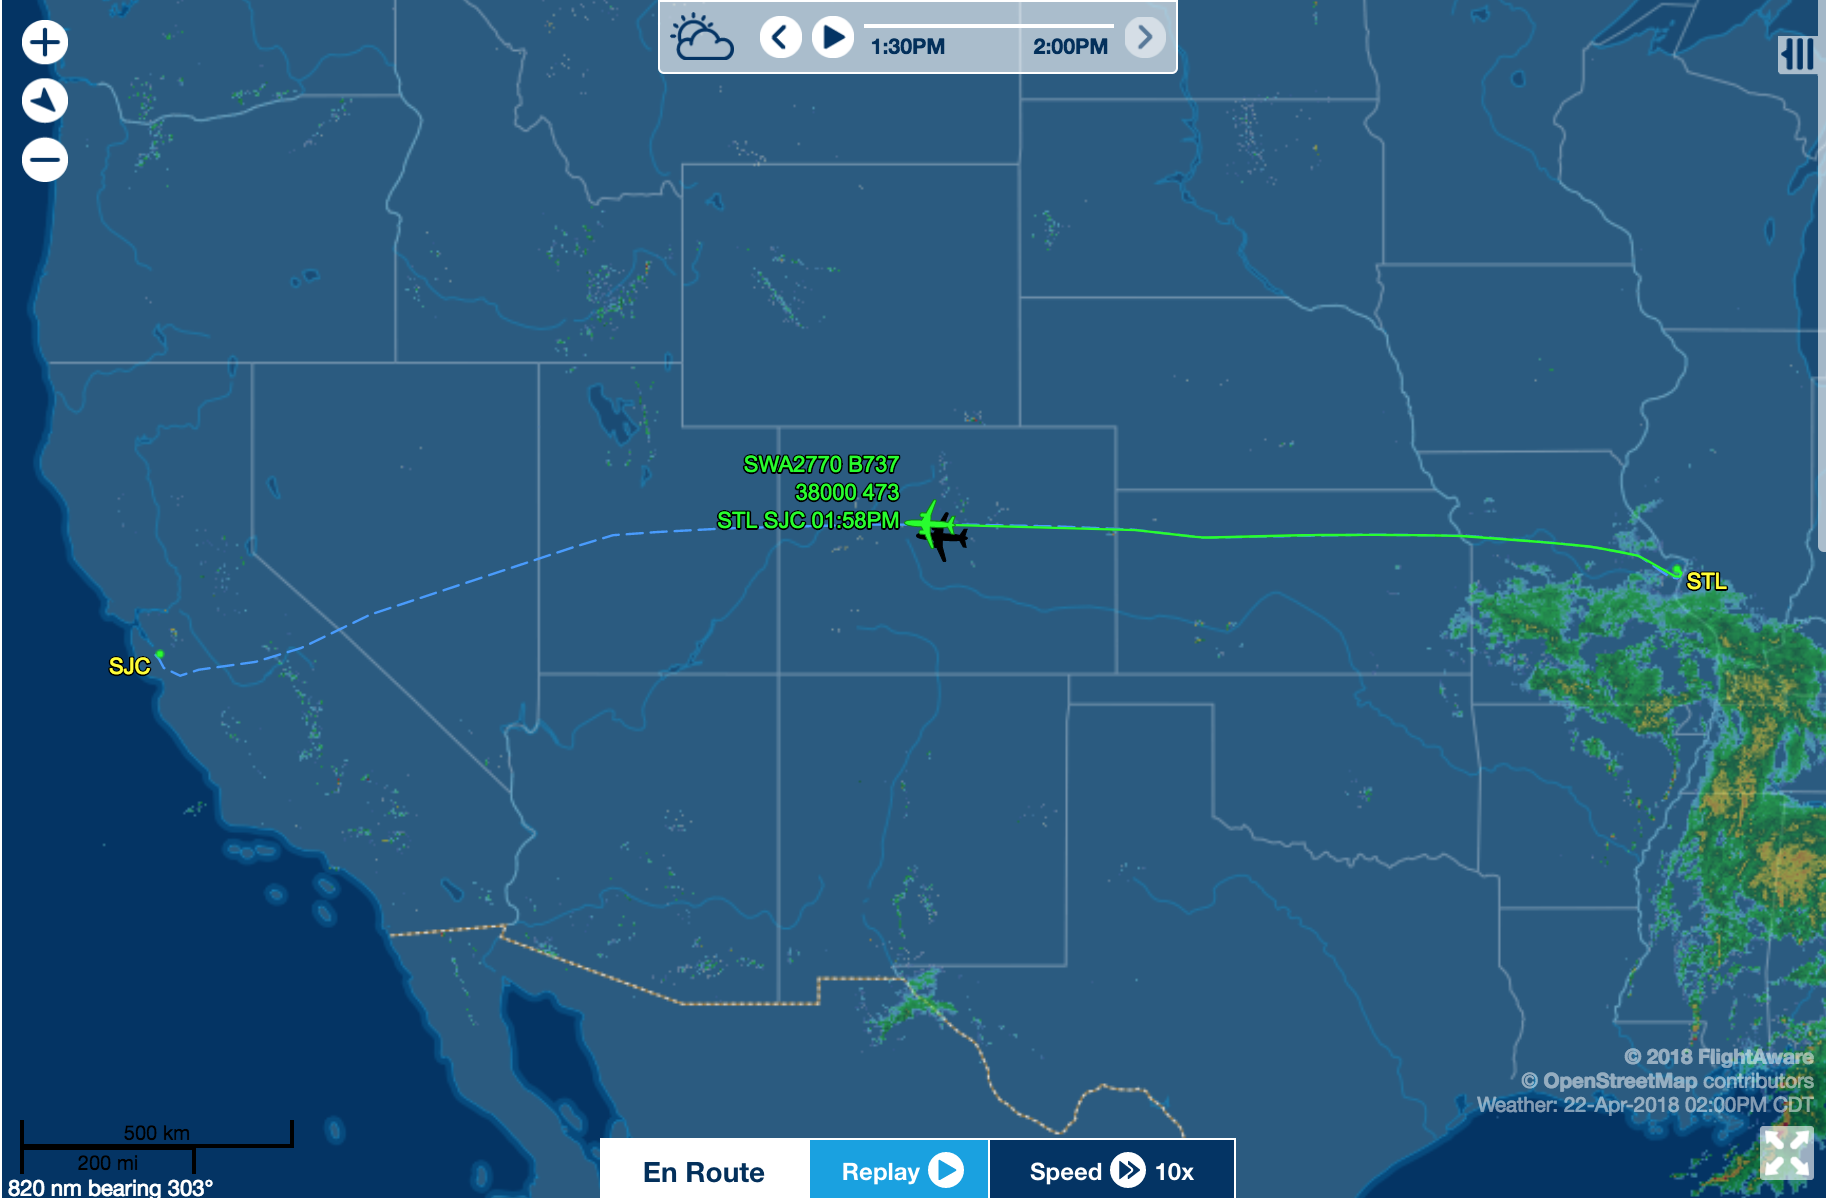 1:30PM 2:00PM
SWA2770 B737
38000 473
STL SJC 01:58PM
STL
SJC
© 2018 FlightAware
© OpenStreetMap contributors
Weather: 22-Apr-2018 02:00PM CDT
500 km
200 mi
820 nm bearing 303°
En Route Replay Speed 10x